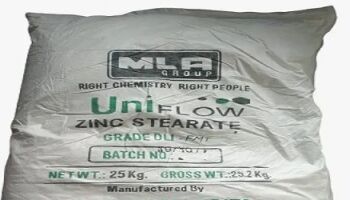 MLA
GROUP
RIGHT CHEMISTRY RIGHT PEOPLE
UniFLOW
ZINC STEARATE
GRADE DLI -
BATCH NO.:
NET WT.: 25Kg. GROSS WT.:25.2Kg.
Manufactured By